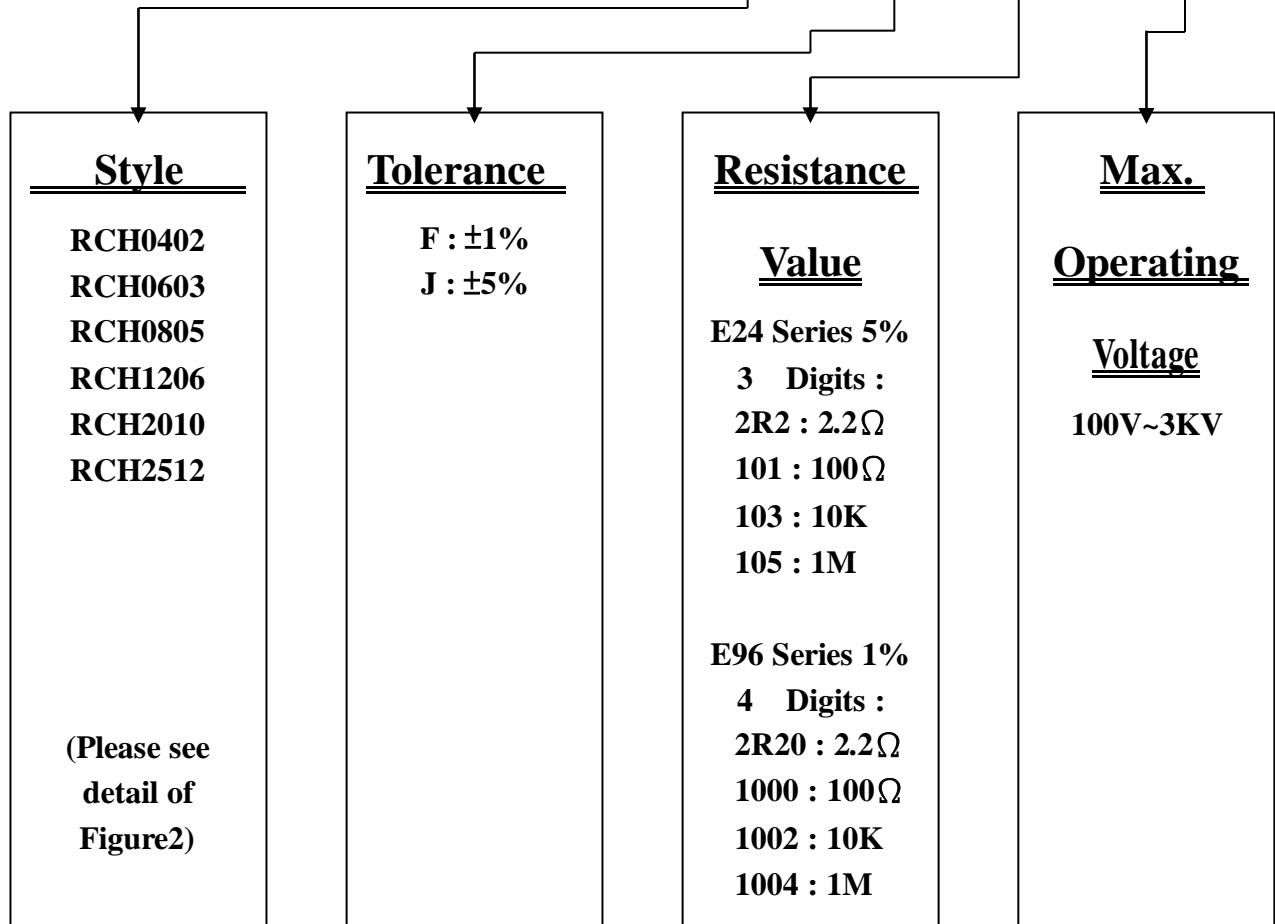 Style
RCH0402
RCH0603
RCH0805
RCH1206
RCH2010
RCH2512
(Please see
detail of
Figure2)
Tolerance
F : ±1%
J : ±5%
Resistance
Value
E24 Series 5%
3 Digits :
2R2 : 2.2Ω
101 : 100Ω
103 : 10K
105 : 1M
E96 Series 1%
4 Digits :
2R20 : 2.2Ω
1000 : 100Ω
1002 : 10K
1004 : 1M
Max.
Operating
Voltage
100V~3KV